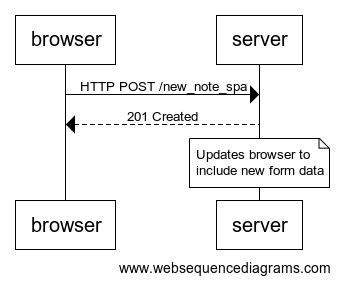 browser
server
HTTP POST /new_note_spa
201 Created
Updates browser to
include new form data
browser
server
www.websequencediagrams.com